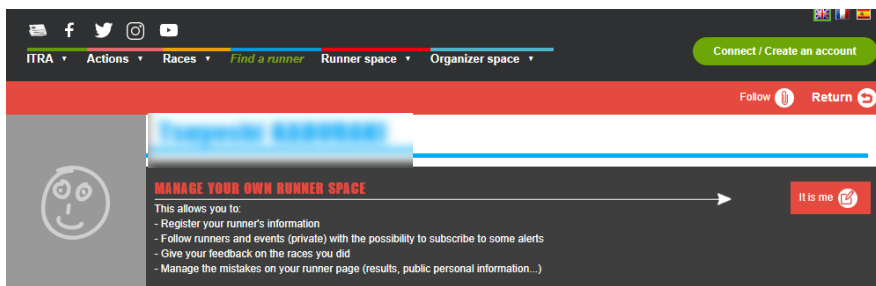 ITRA Actions Races Find a runner Runner space Organizer space
Connect / Create an account
Follow Return
MANAGE YOUR OWN RUNNER SPACE
This allows you to:
- Register your runner's information
- Follow runners and events (private) with the possibility to subscribe to some alerts
- Give your feedback on the races you did
- Manage the mistakes on your runner page (results, public personal information...)
It is me